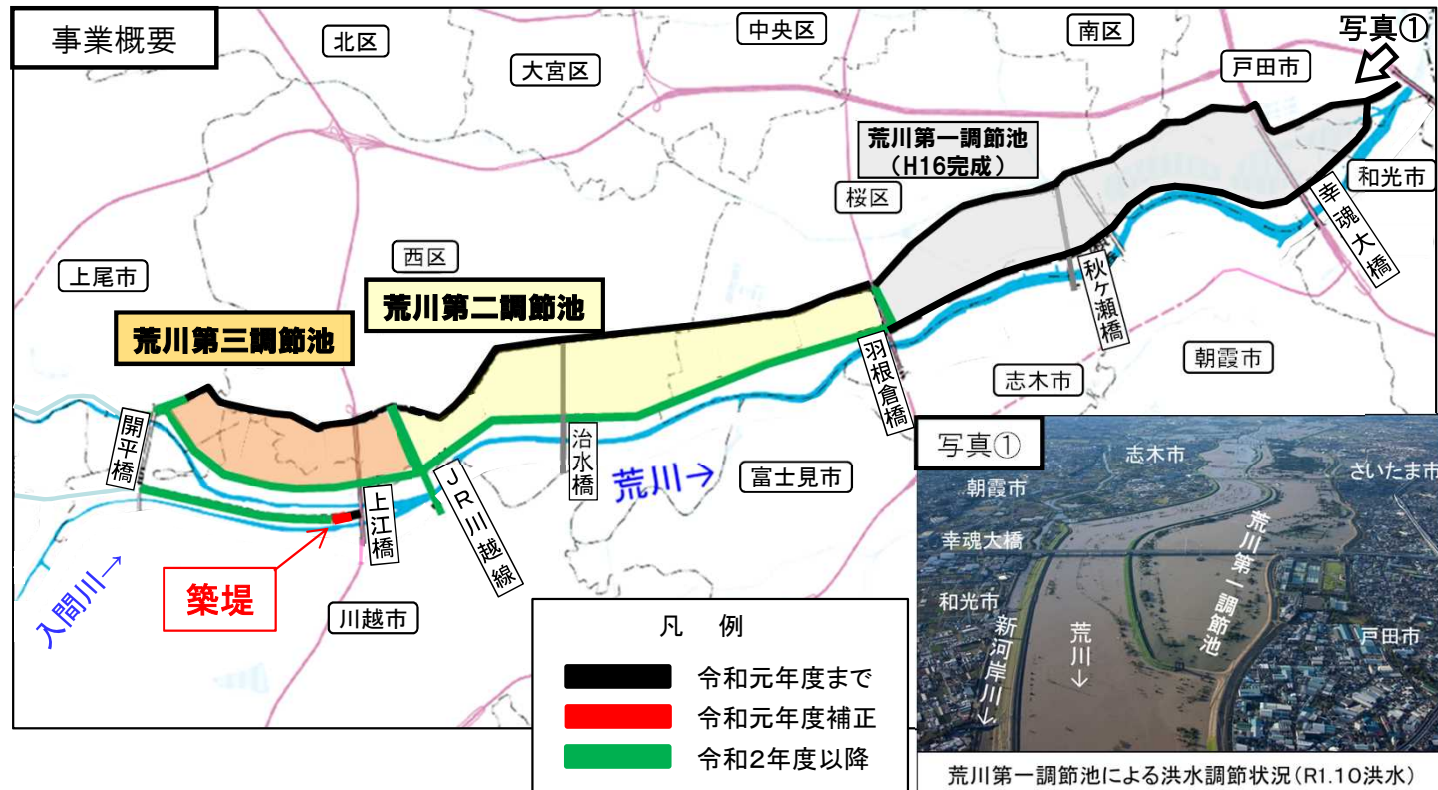 事業概要
北区
大宮区
中央区
南区
戸田市
写真①
荒川第一調節池
(H16完成)
和光市
桜区
幸魂大橋
西区
上尾市
荒川第二調節池
秋ヶ瀬橋
荒川第三調節池
羽根倉橋
朝霞市
志木市
開平橋
治水橋
荒川→
富士見市
上江橋
JR川越線
入間川→
築堤
川越市
凡 例
令和元年度まで
令和元年度補正
令和2年度以降
写真①
志木市
さいたま市
朝霞市
幸魂大橋
荒川第一調節池
和光市
新河岸川↓
荒川↓
戸田市
荒川第一調節池による洪水調節状況(R1.10洪水)